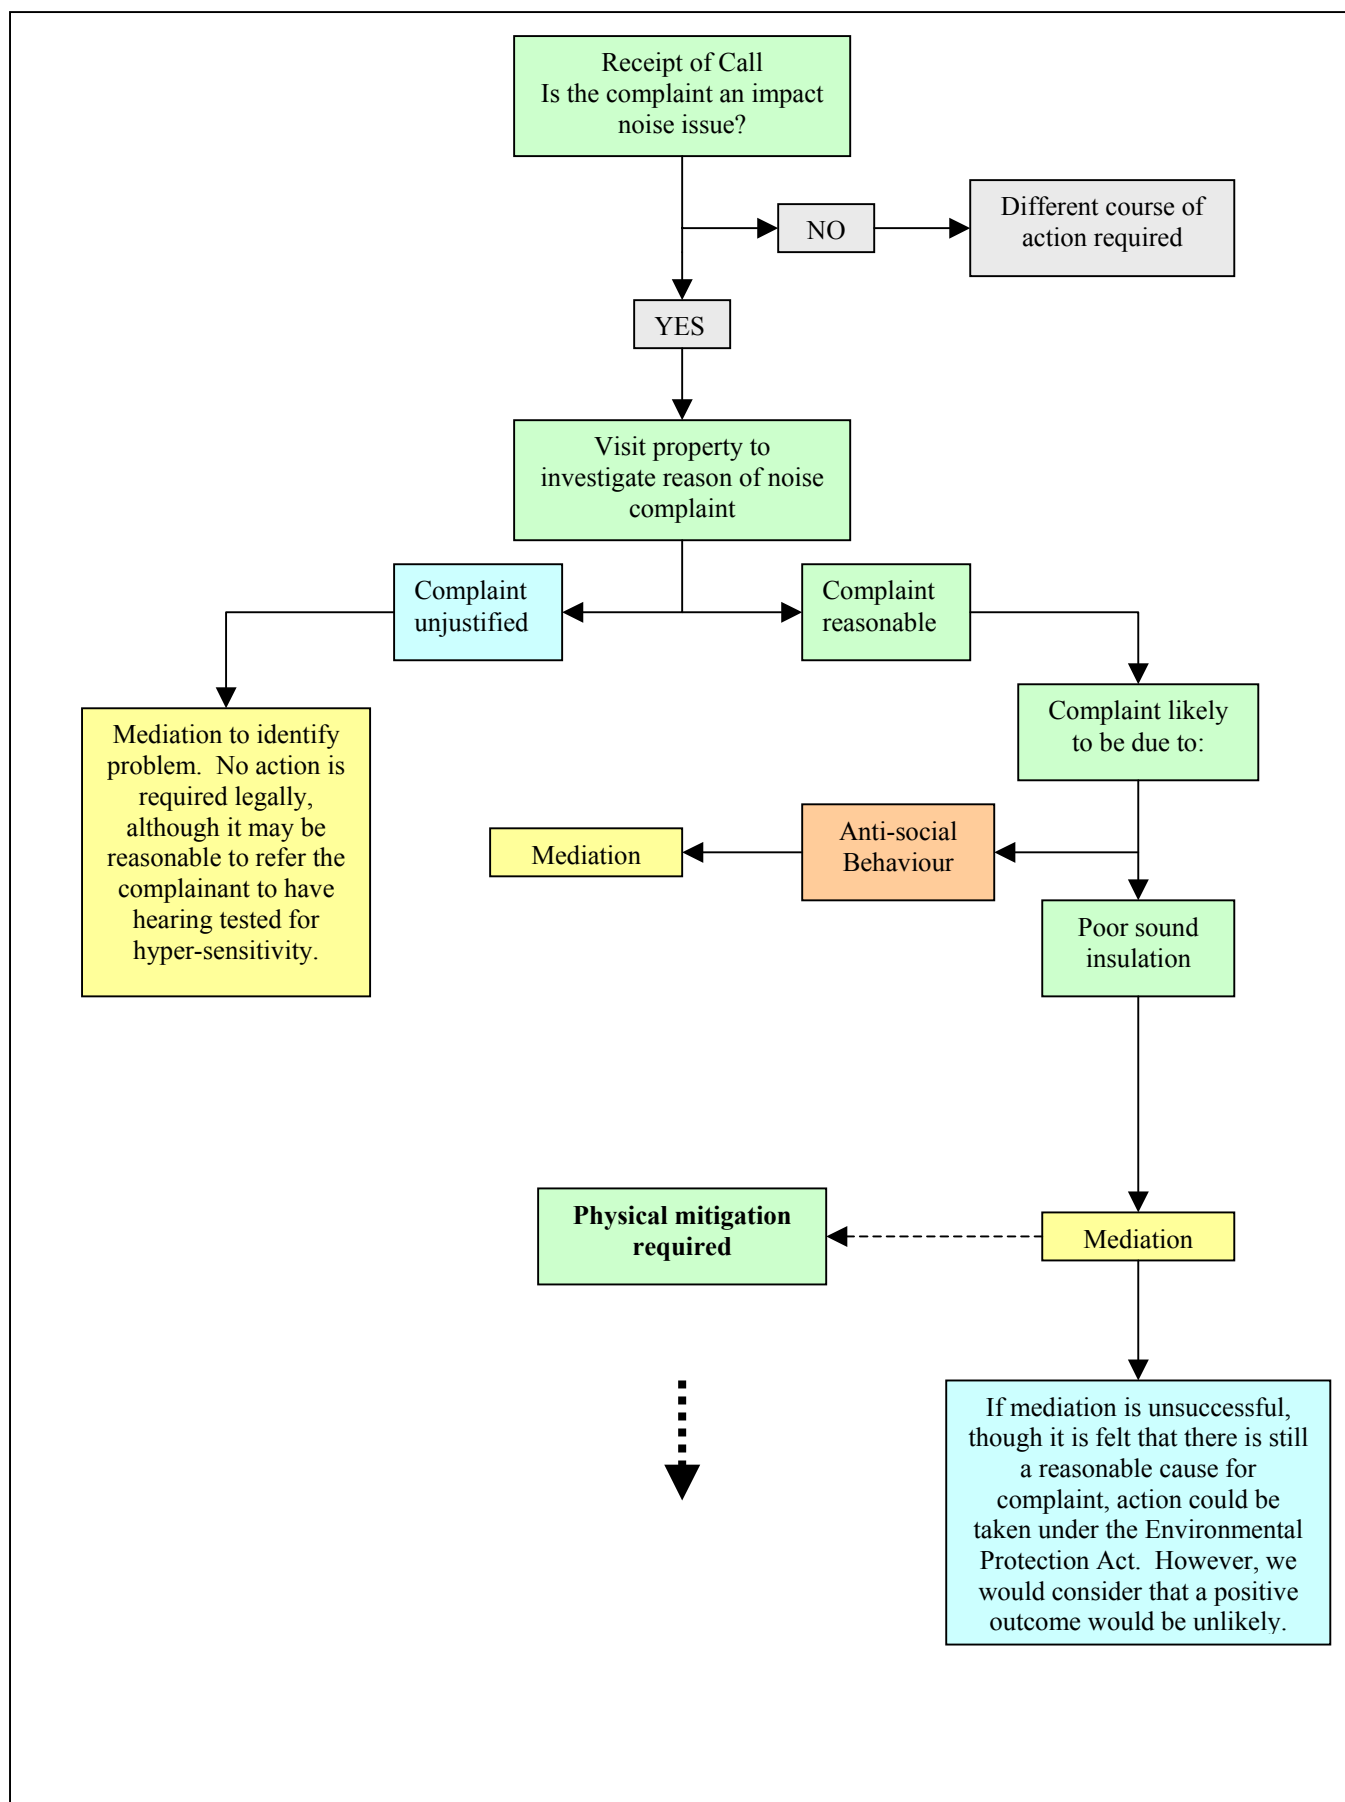 Receipt of Call
Is the complaint an impact
noise issue?
NO
Different course of
action required
YES
Visit property to
investigate reason of noise
complaint
Complaint
unjustified
Complaint
reasonable
Mediation to identify
problem.  No action is
required legally,
although it may be
reasonable to refer the
complainant to have
hearing tested for
hyper-sensitivity.
Complaint likely
to be due to:
Mediation
Anti-social
Behaviour
Poor sound
insulation
Physical mitigation
required
Mediation
If mediation is unsuccessful,
though it is felt that there is still
a reasonable cause for
complaint, action could be
taken under the Environmental
Protection Act.  However, we
would consider that a positive
outcome would be unlikely.